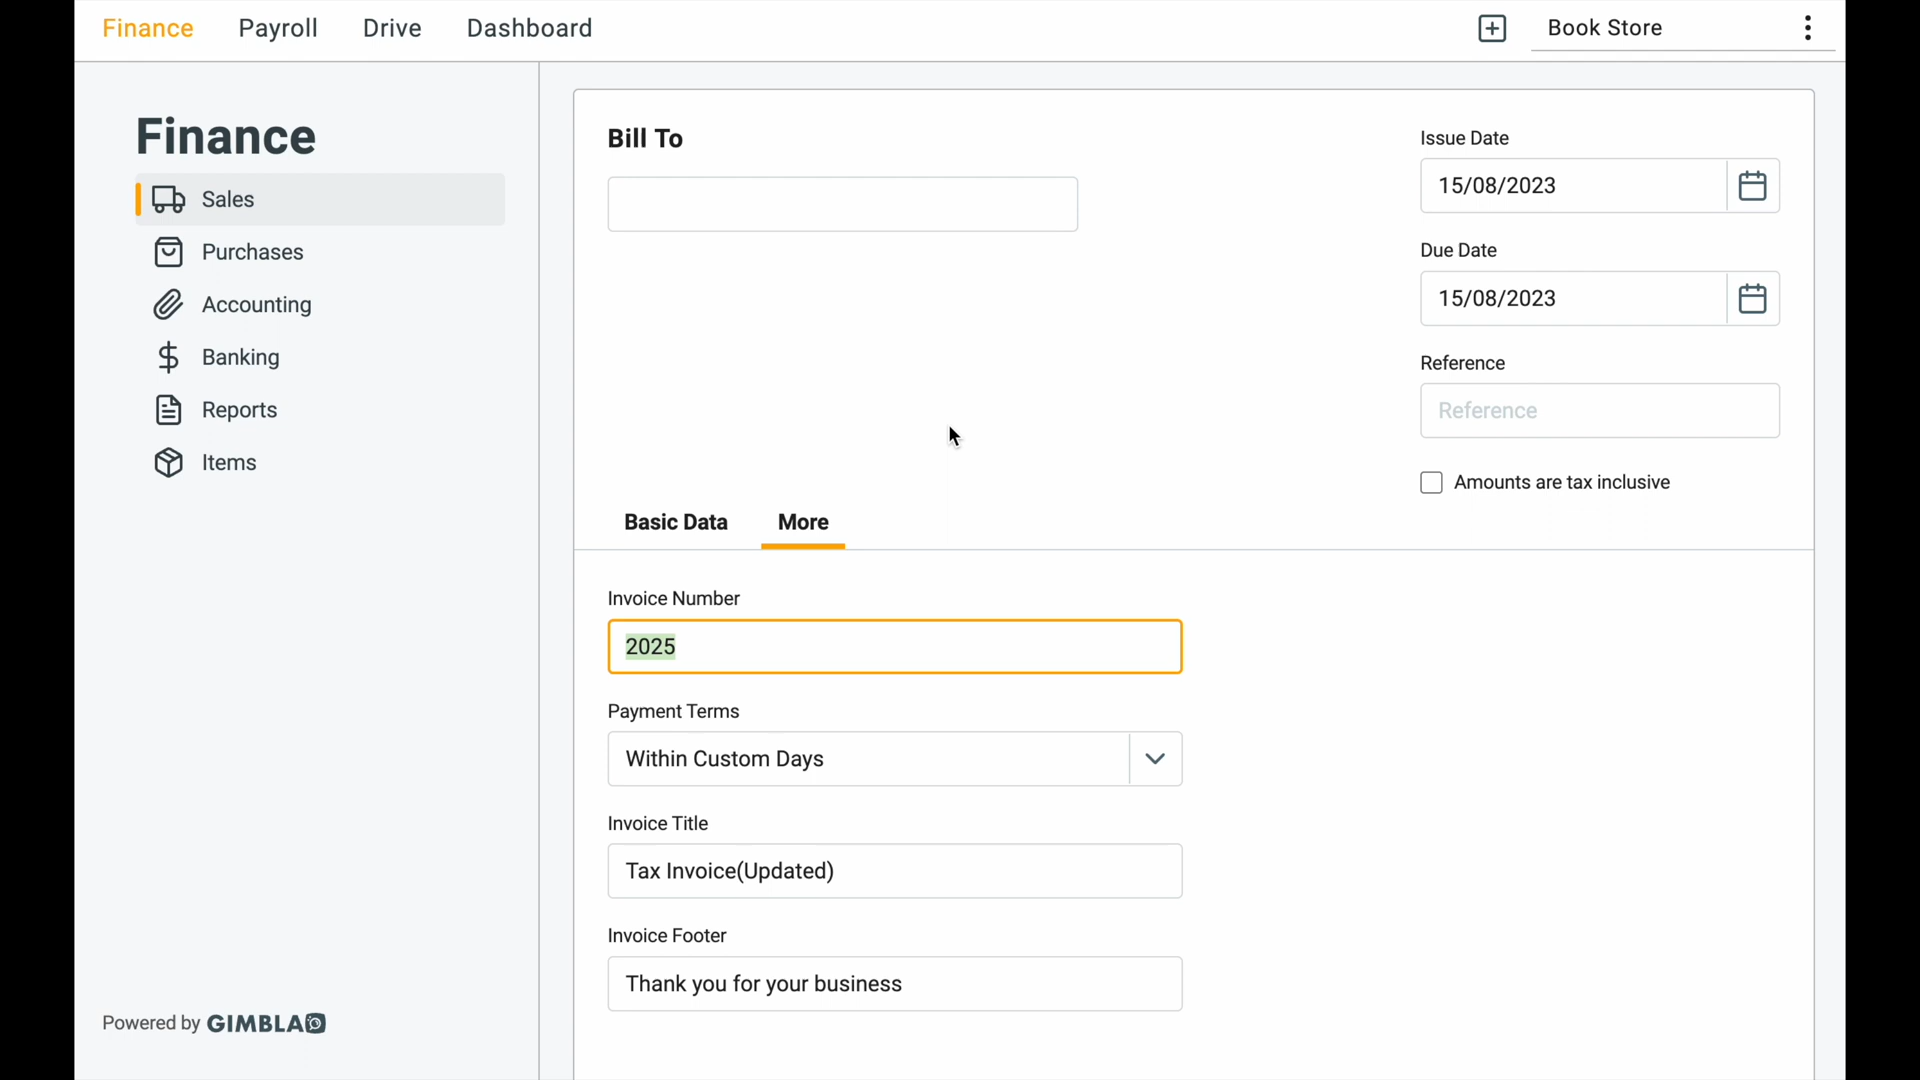 Finance Payroll Drive Dashboard Book Store
Finance
Sales
Purchases
Accounting
Banking
Reports
Items
Powered by GIMBLA
Bill To
Issue Date
15/08/2023
Due Date
15/08/2023
Reference
Reference
Amounts are tax inclusive
Basic Data More
Invoice Number
2025
Payment Terms
Within Custom Days
Invoice Title
Tax Invoice(Updated)
Invoice Footer
Thank you for your business